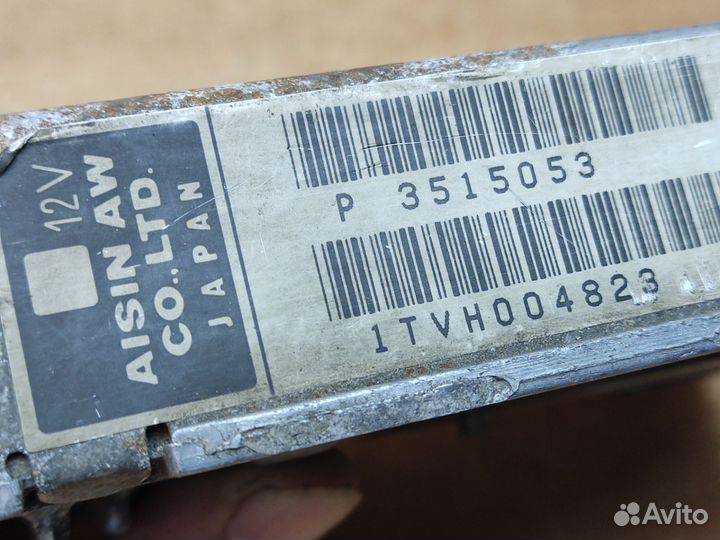 12V
AISIN AW
CO., LTD.
JAPAN
P 3515053
1TVH004823
Avito